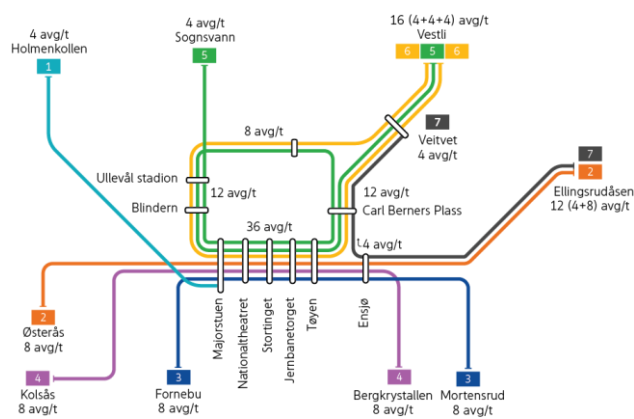 4 avg/t
Holmenkollen
1
4 avg/t
Sognsvann
5
16 (4+4+4) avg/t
Vestli
6 5 6
7
Veitvet
4 avg/t
8 avg/t
7
2
Ellingsrudåsen
12 (4+8) avg/t
Ullevål stadion
12 avg/t
Blindern
12 avg/t
Carl Berners Plass
36 avg/t
4 avg/t
Majorstuen
Nationaltheatret
Stortinget
Jernbanetorget
Tøyen
Ensjø
2
Østerås
8 avg/t
4
Kolsås
8 avg/t
3
Fornebu
8 avg/t
4
Bergkrystallen
8 avg/t
3
Mortensrud
8 avg/t